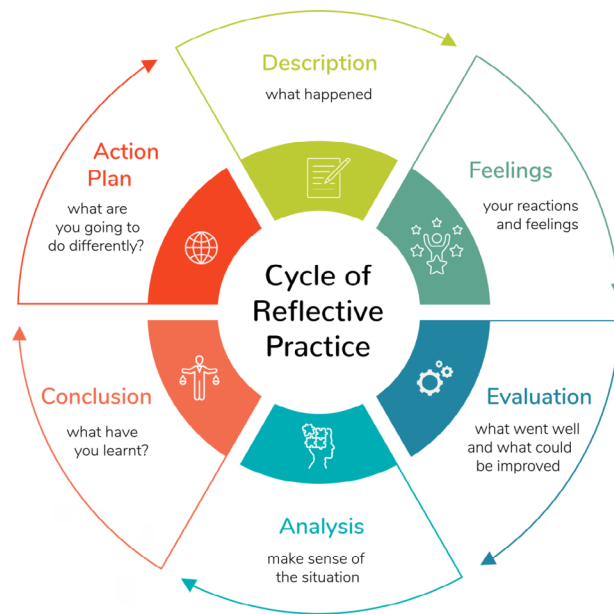 Description
what happened
Feelings
your reactions
and feelings
Evaluation
what went well
and what could
be improved
Analysis
make sense of
the situation
Conclusion
what have
you learnt?
Action
Plan
what are
you going to
do differently?
Cycle of
Reflective
Practice